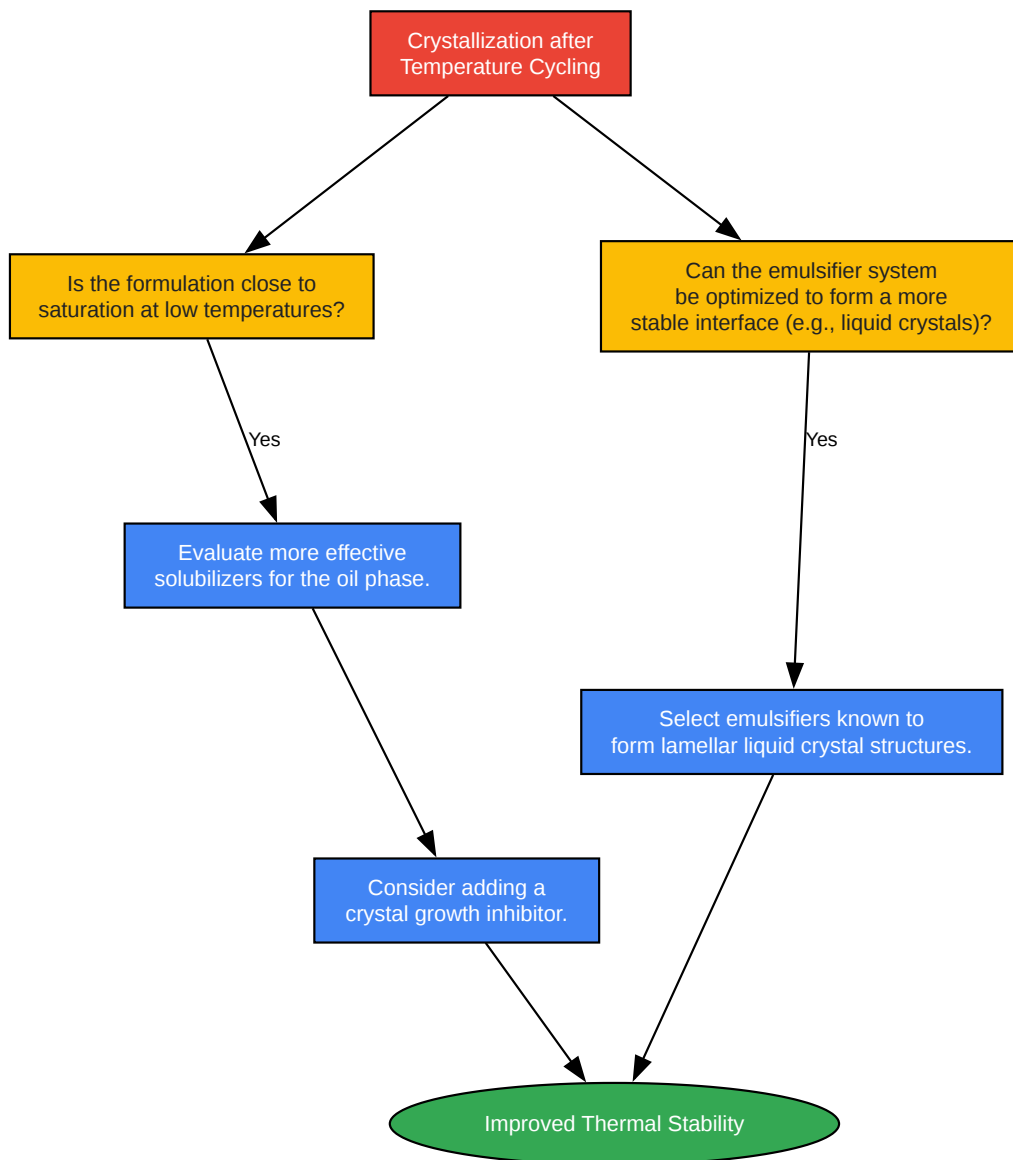 Crystallization after
Temperature Cycling
Is the formulation close to
saturation at low temperatures?
Can the emulsifier system
be optimized to form a more
stable interface (e.g., liquid crystals)?
Yes
Yes
Evaluate more effective
solubilizers for the oil phase.
Select emulsifiers known to
form lamellar liquid crystal structures.
Consider adding a
crystal growth inhibitor.
Improved Thermal Stability